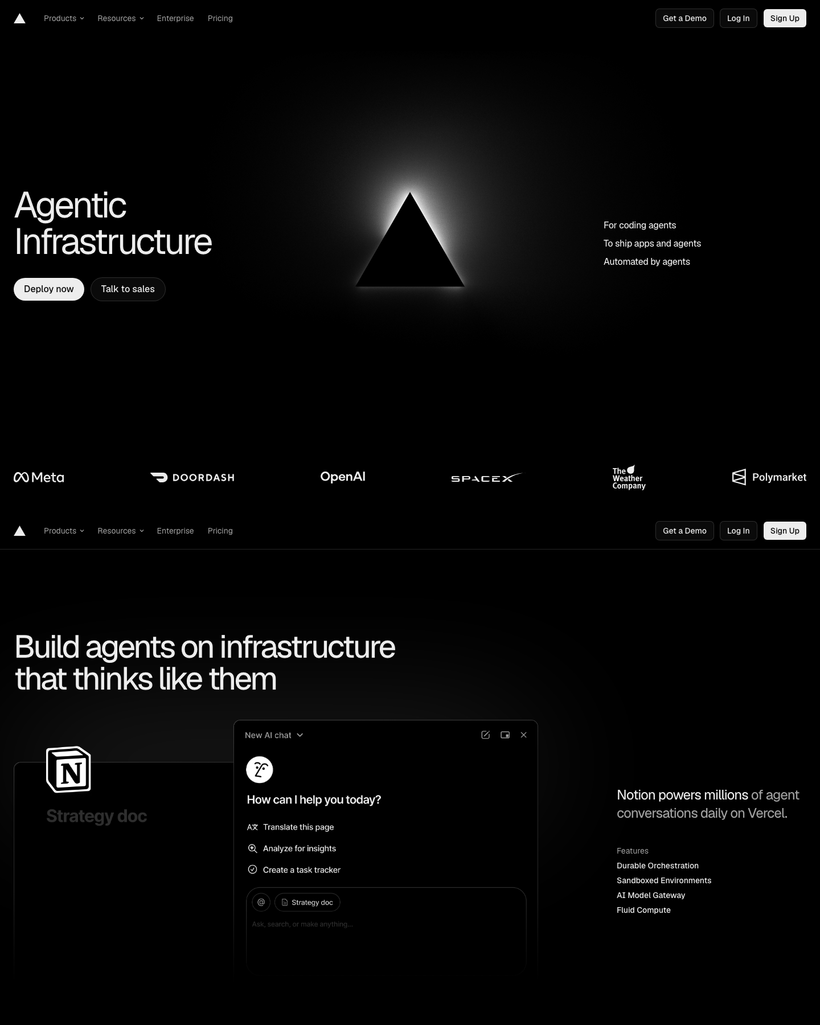 Products
Resources
Enterprise
Pricing
Get a Demo
Log In
Sign Up
Agentic
Infrastructure
Deploy now
Talk to sales
For coding agents
To ship apps and agents
Automated by agents
Meta
DOORDASH
OpenAI
SPACEX
The
Weather
Company
Polymarket
Products
Resources
Enterprise
Pricing
Get a Demo
Log In
Sign Up
Build agents on infrastructure
that thinks like them
N
Strategy doc
New AI chat
How can I help you today?
A文 Translate this page
Analyze for insights
Create a task tracker
@
Strategy doc
Ask, search, or make anything...
Notion powers millions of agent
conversations daily on Vercel.
Features
Durable Orchestration
Sandboxed Environments
AI Model Gateway
Fluid Compute